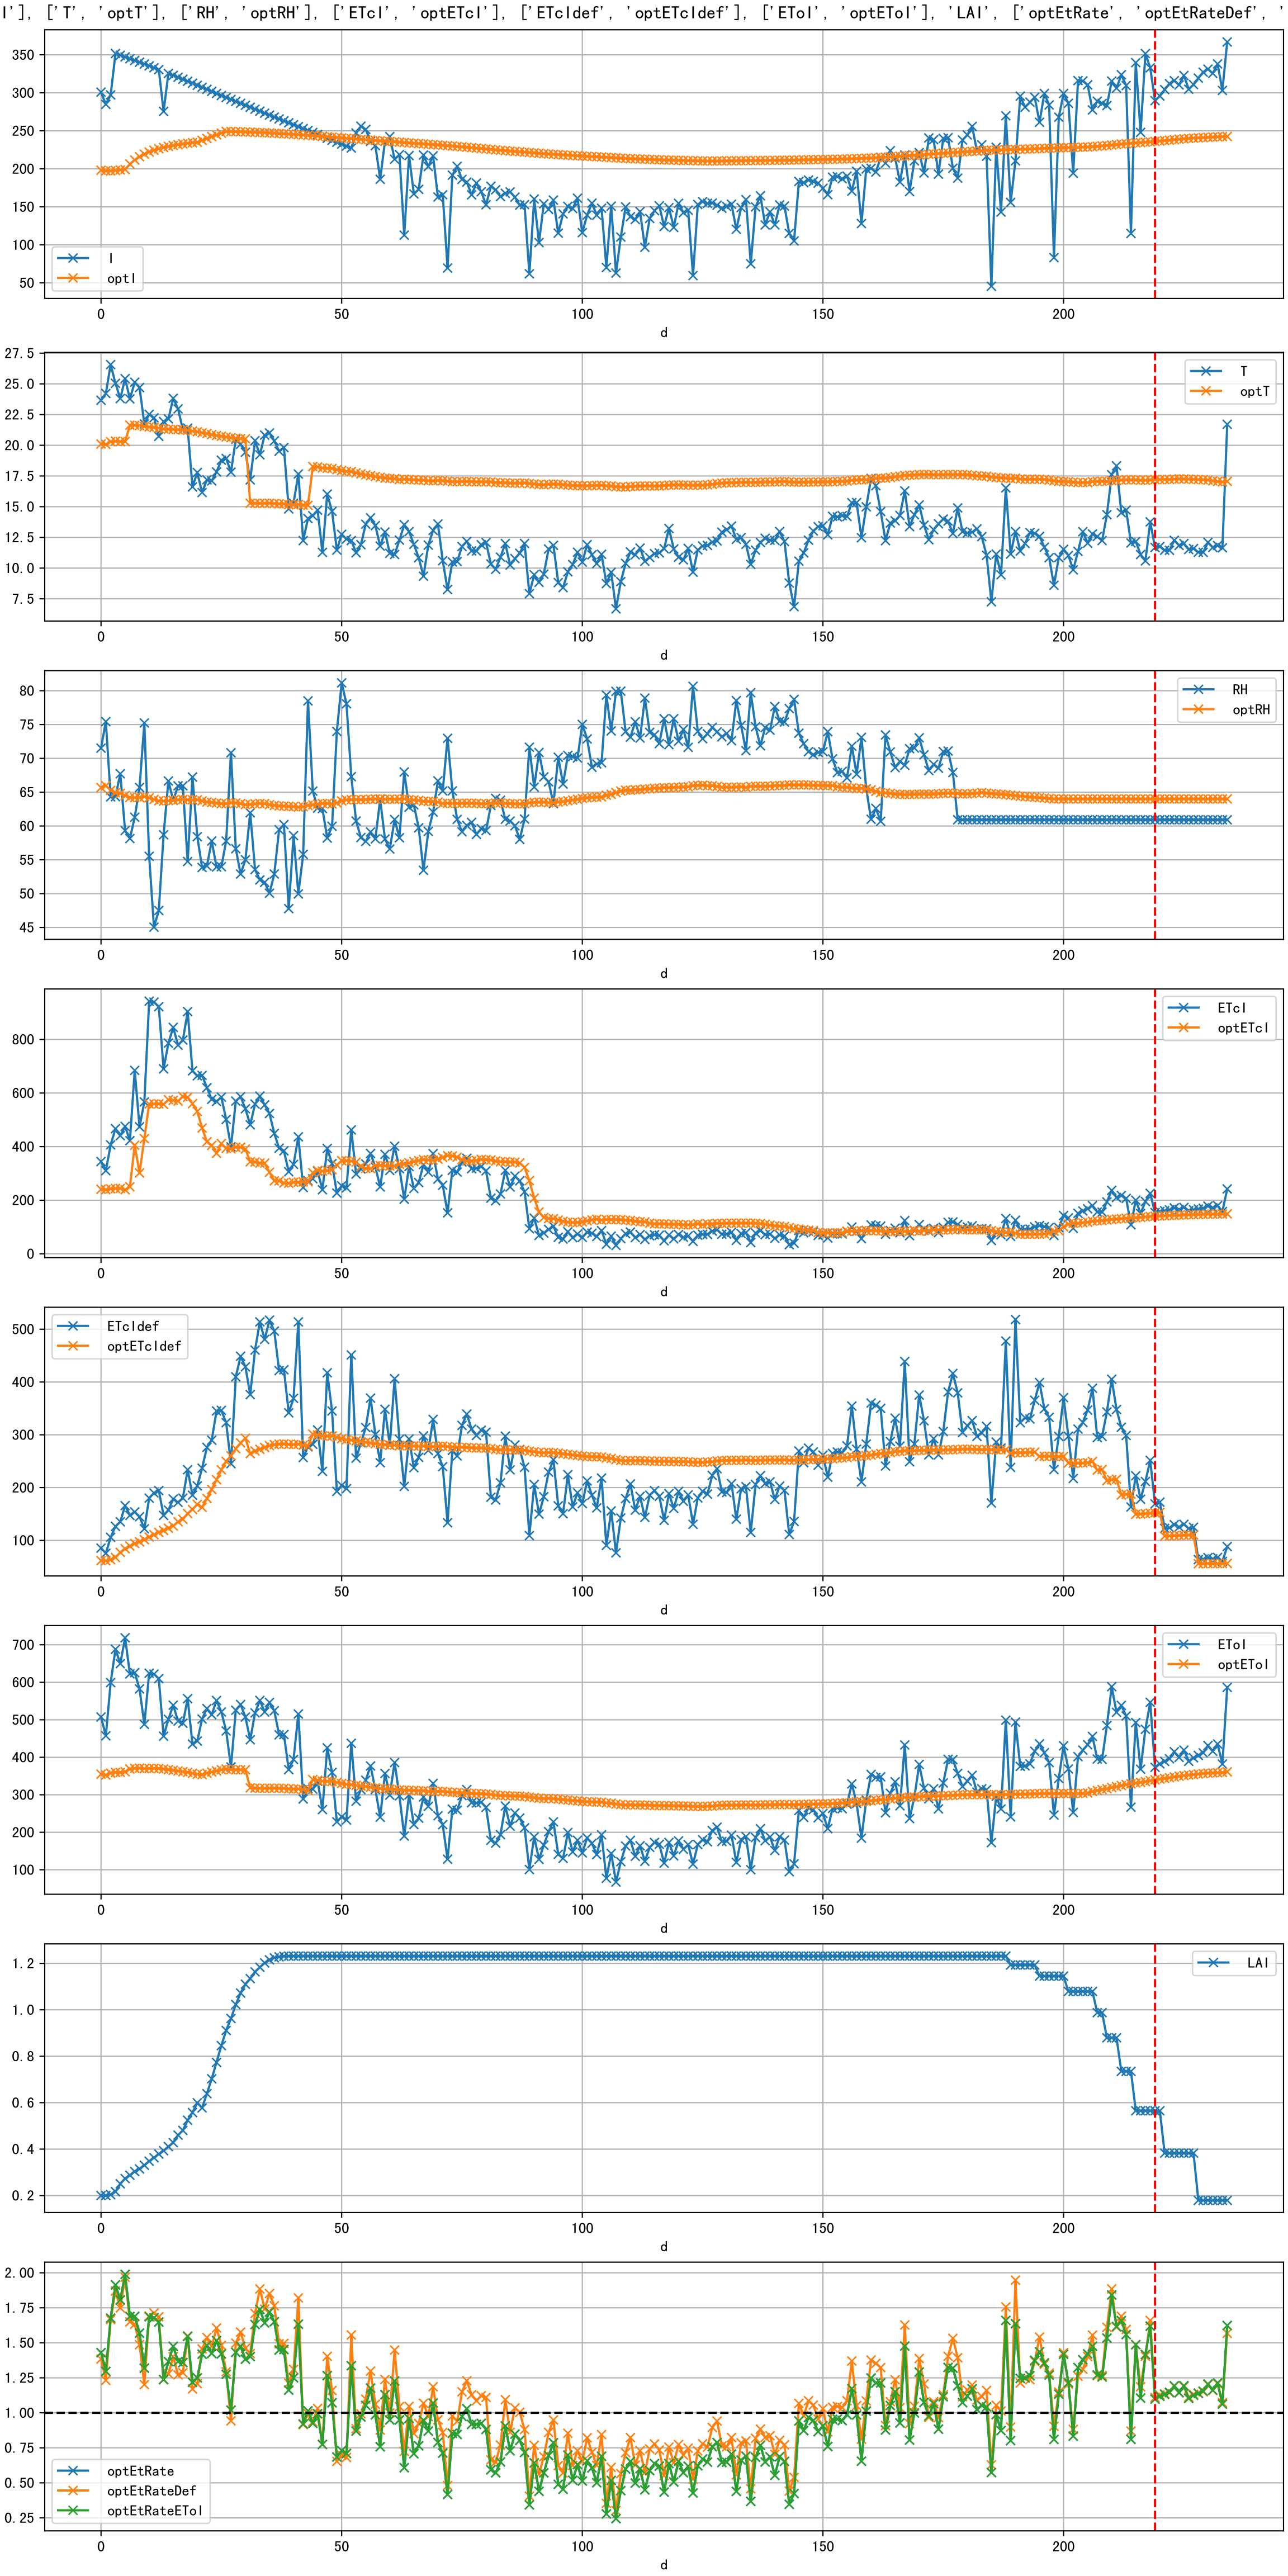 I'], ['T', 'optT'], ['RH', 'optRH'], ['ETcI', 'optETcI'], ['ETcIdef', 'optETcIdef'], ['EToI', 'optEToI'], 'LAI', ['optEtRate', 'optEtRateDef', '
350
300
250
200
150
100
50
I
optI
0 50 100 150 200
d
27.5
25.0
22.5
20.0
17.5
15.0
12.5
10.0
7.5
T
optT
0 50 100 150 200
d
80
75
70
65
60
55
50
45
RH
optRH
0 50 100 150 200
d
800
600
400
200
0
ETcI
optETcI
0 50 100 150 200
d
500
400
300
200
100
ETcIdef
optETcIdef
0 50 100 150 200
d
700
600
500
400
300
200
100
EToI
optEToI
0 50 100 150 200
d
1.2
1.0
0.8
0.6
0.4
0.2
LAI
0 50 100 150 200
d
2.00
1.75
1.50
1.25
1.00
0.75
0.50
0.25
optEtRate
optEtRateDef
optEtRateEToI
0 50 100 150 200
d